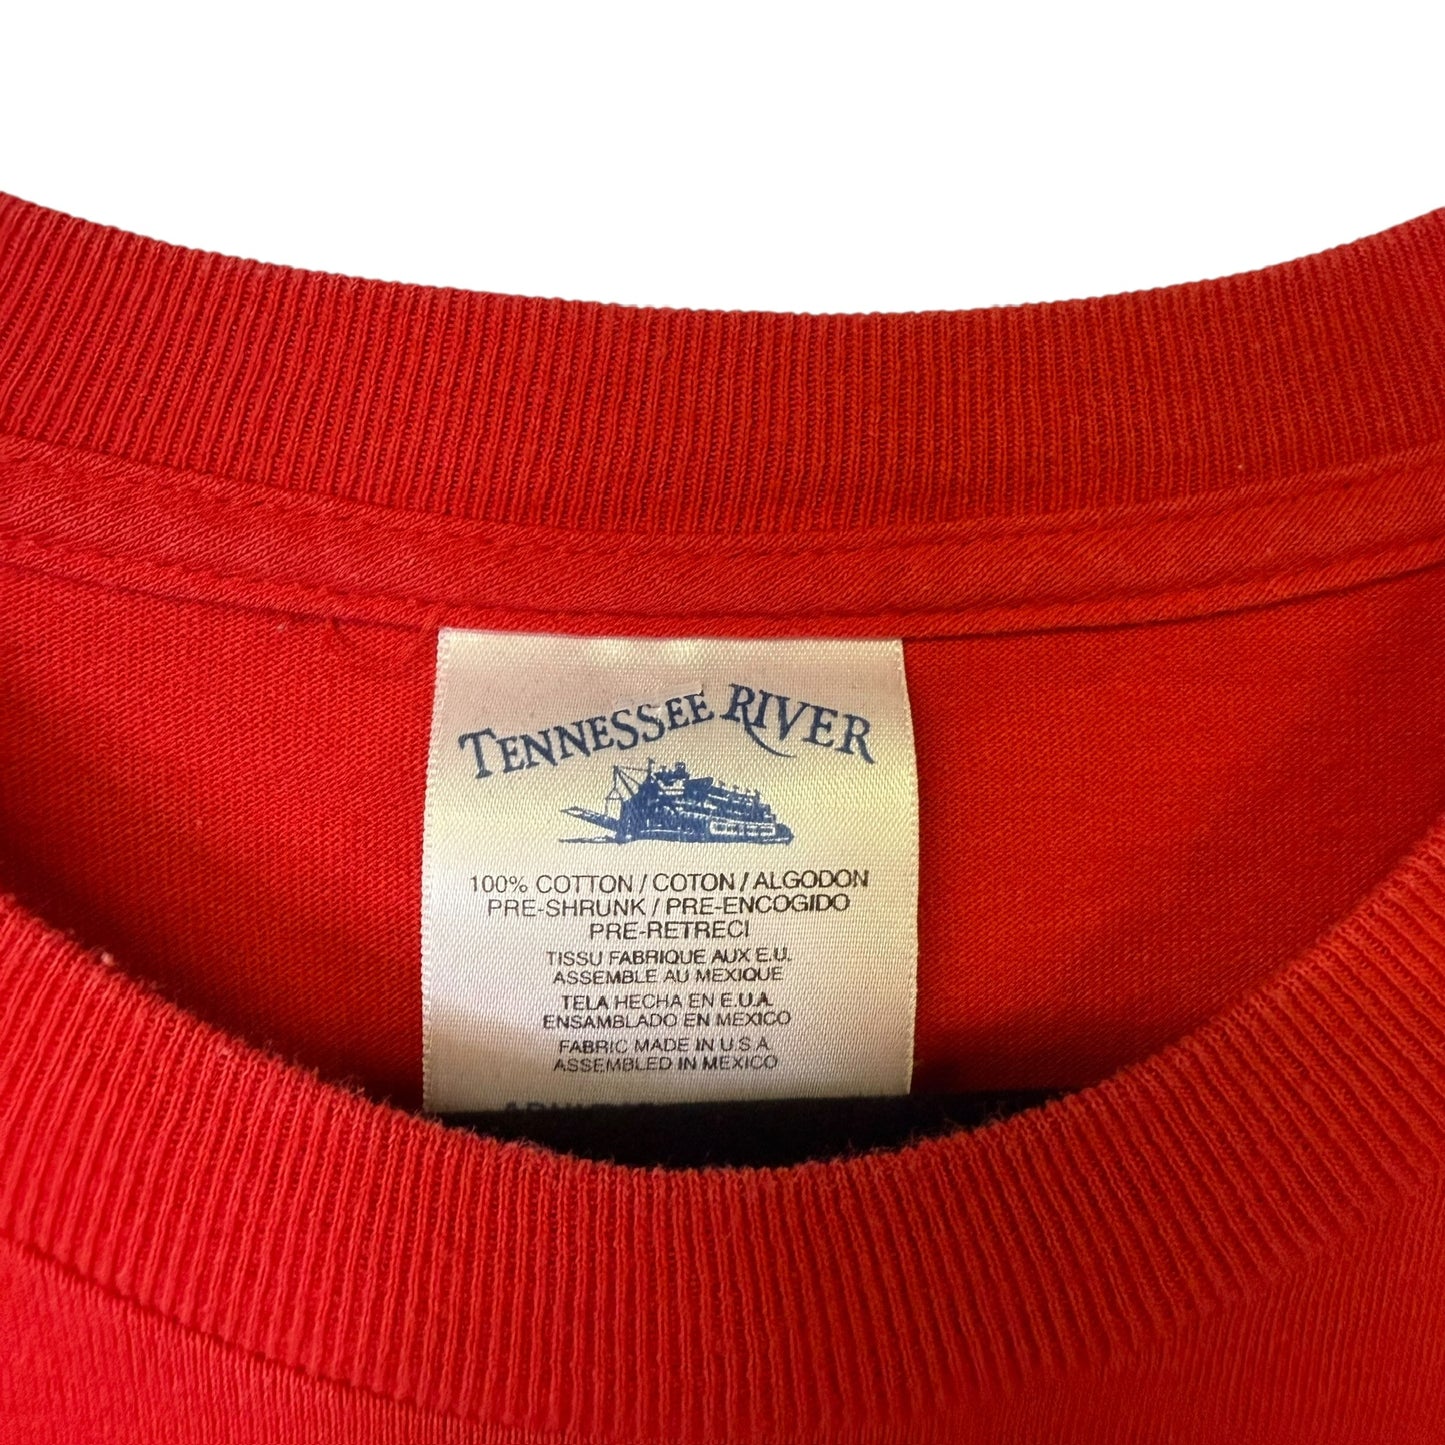 TENNESSEE RIVER
100% COTTON / COTON / ALGODON
PRE-SHRUNK / PRE-ENCOGIDO
PRE-RETRECI
TISSU FABRIQUE AUX E.U.
ASSEMBLE AU MEXIQUE
TELA HECHA EN E.U.A.
ENSAMBLADO EN MEXICO
FABRIC MADE IN U.S.A.
ASSEMBLED IN MEXICO